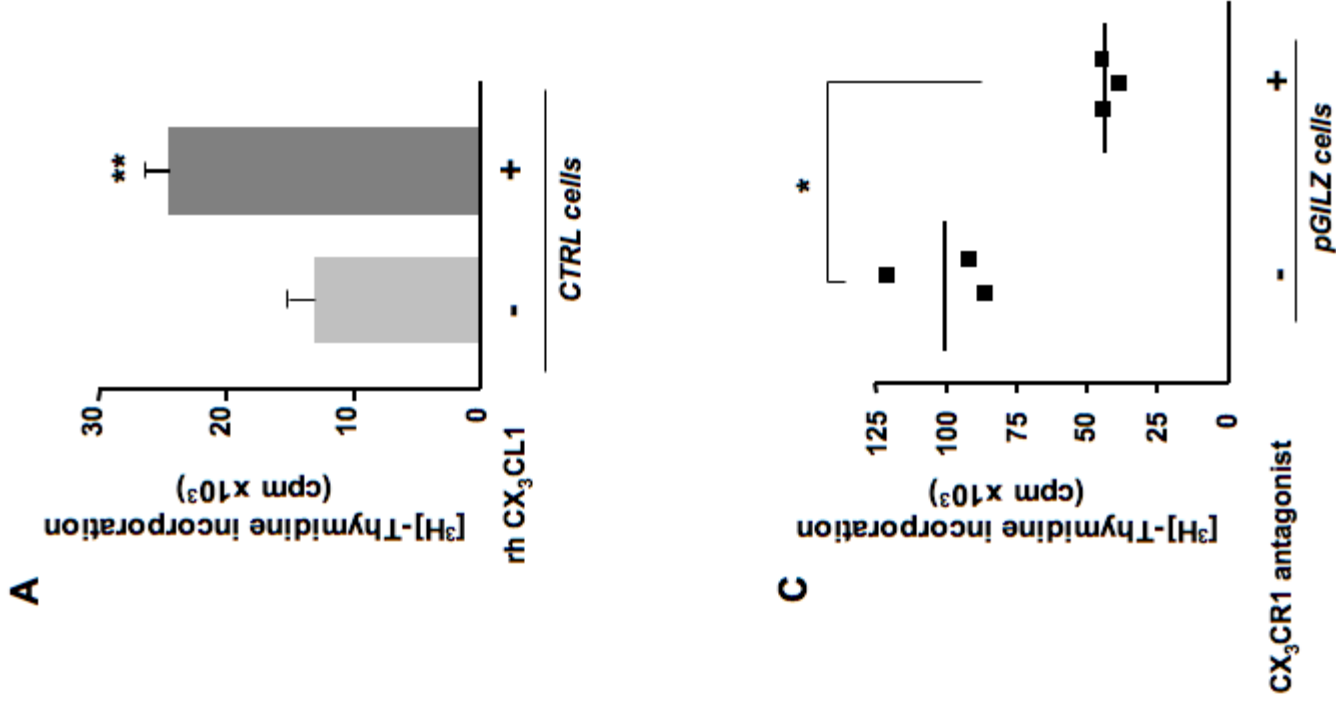 A
[³H]-Thymidine incorporation
(cpm x10³)
30
20
10
0
**
rh CX₃CL1
-
+
CTRL cells
C
[³H]-Thymidine incorporation
(cpm x10³)
125
100
75
50
25
0
*
CX₃CR1 antagonist
-
+
pGILZ cells